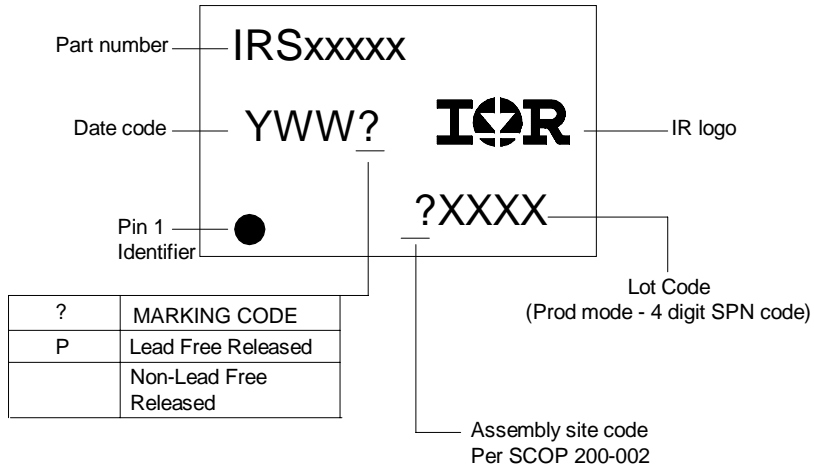 Part number
IRSxxxxx
Date code
YWW?
IOR
IR logo
Pin 1
Identifier
?XXXX
Lot Code
(Prod mode - 4 digit SPN code)
? MARKING CODE
P Lead Free Released
Non-Lead Free
Released
Assembly site code
Per SCOP 200-002